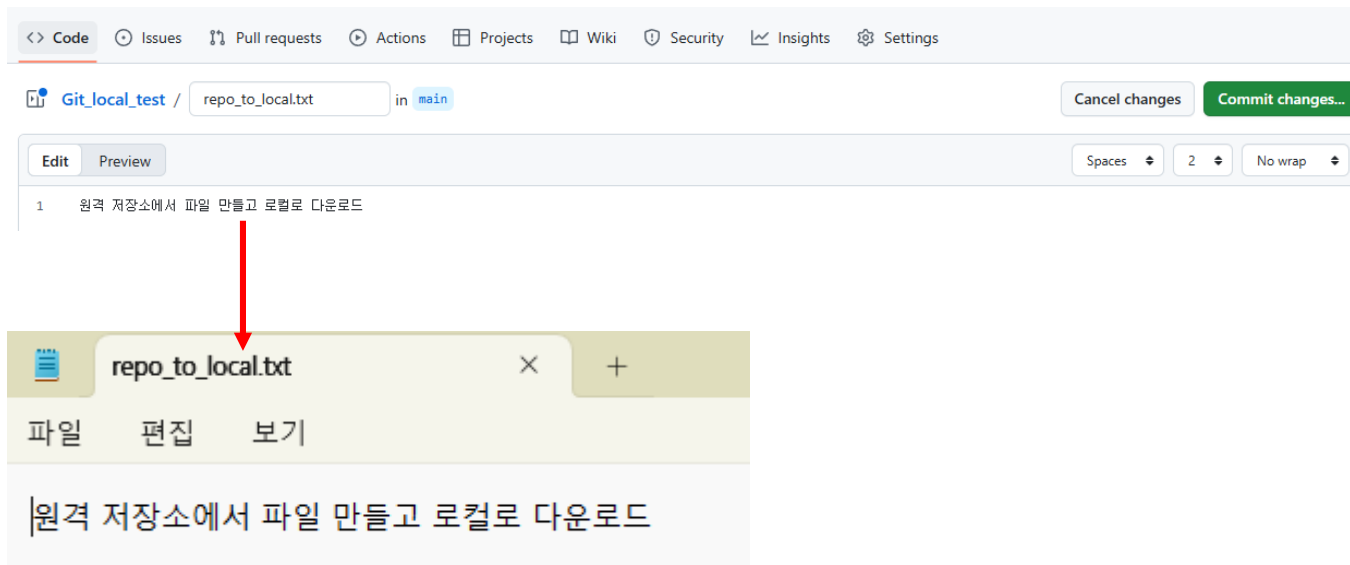 <> Code Issues Pull requests Actions Projects Wiki Security Insights Settings
Git_local_test / repo_to_local.txt in main Cancel changes Commit changes...
Edit Preview Spaces 2 No wrap
1 원격 저장소에서 파일 만들고 로컬로 다운로드
repo_to_local.txt × +
파일 편집 보기
원격 저장소에서 파일 만들고 로컬로 다운로드